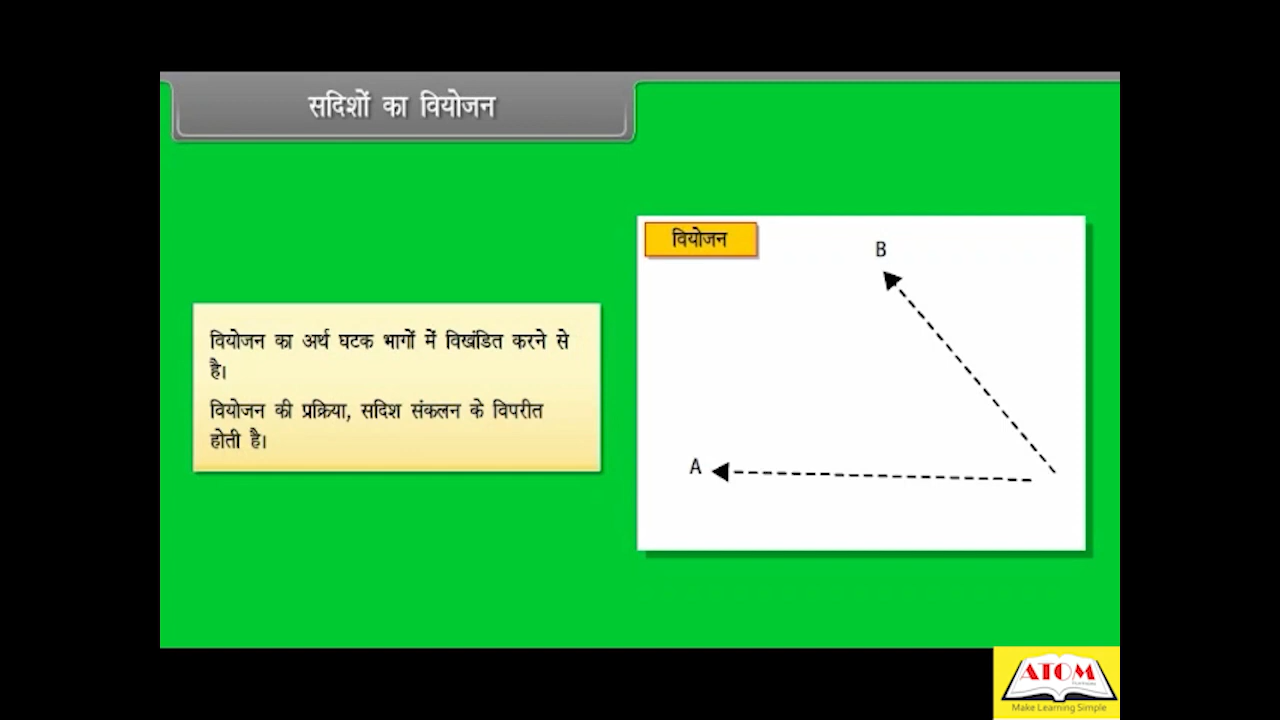 सदिशों का वियोजन
वियोजन
B
वियोजन का अर्थ घटक भागों में विखंडित करने से
है।
वियोजन की प्रक्रिया, सदिश संकलन के विपरीत
होती है।
A
ATOM
Make Learning Simple